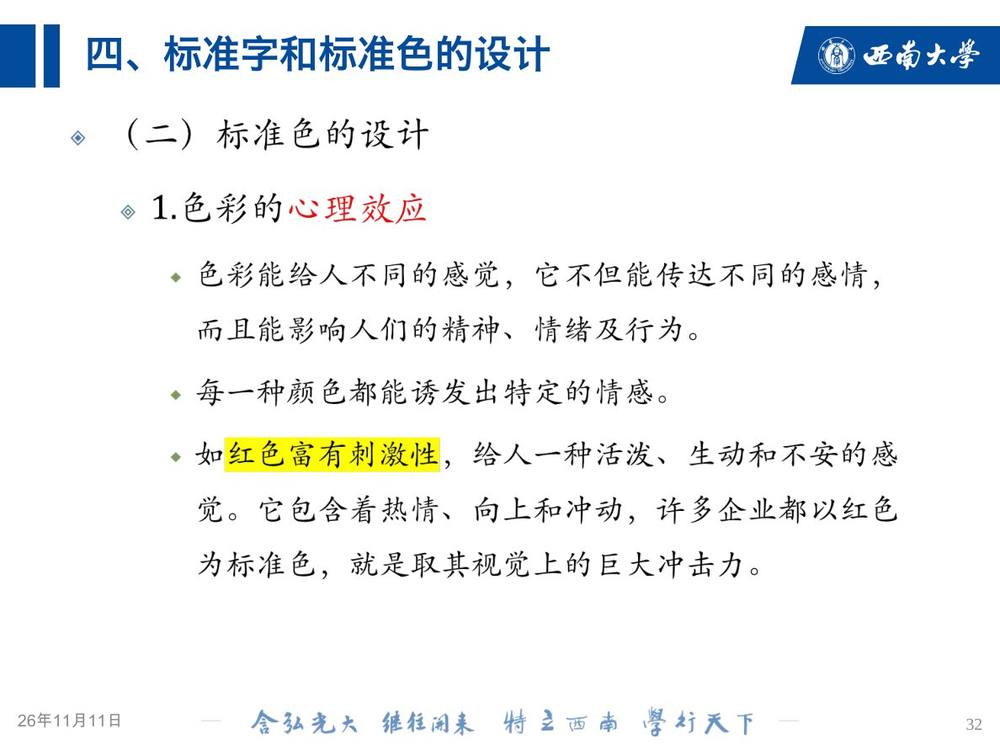 四、标准字和标准色的设计
西南大學
（二）标准色的设计
1.色彩的心理效应
色彩能给人不同的感觉，它不但能传达不同的感情，
而且能影响人们的精神、情绪及行为。
每一种颜色都能诱发出特定的情感。
如红色富有刺激性，给人一种活泼、生动和不安的感
觉。它包含着热情、向上和冲动，许多企业都以红色
为标准色，就是取其视觉上的巨大冲击力。
26年11月11日
含弘光大 继往开来 特立西南 學行天下
32